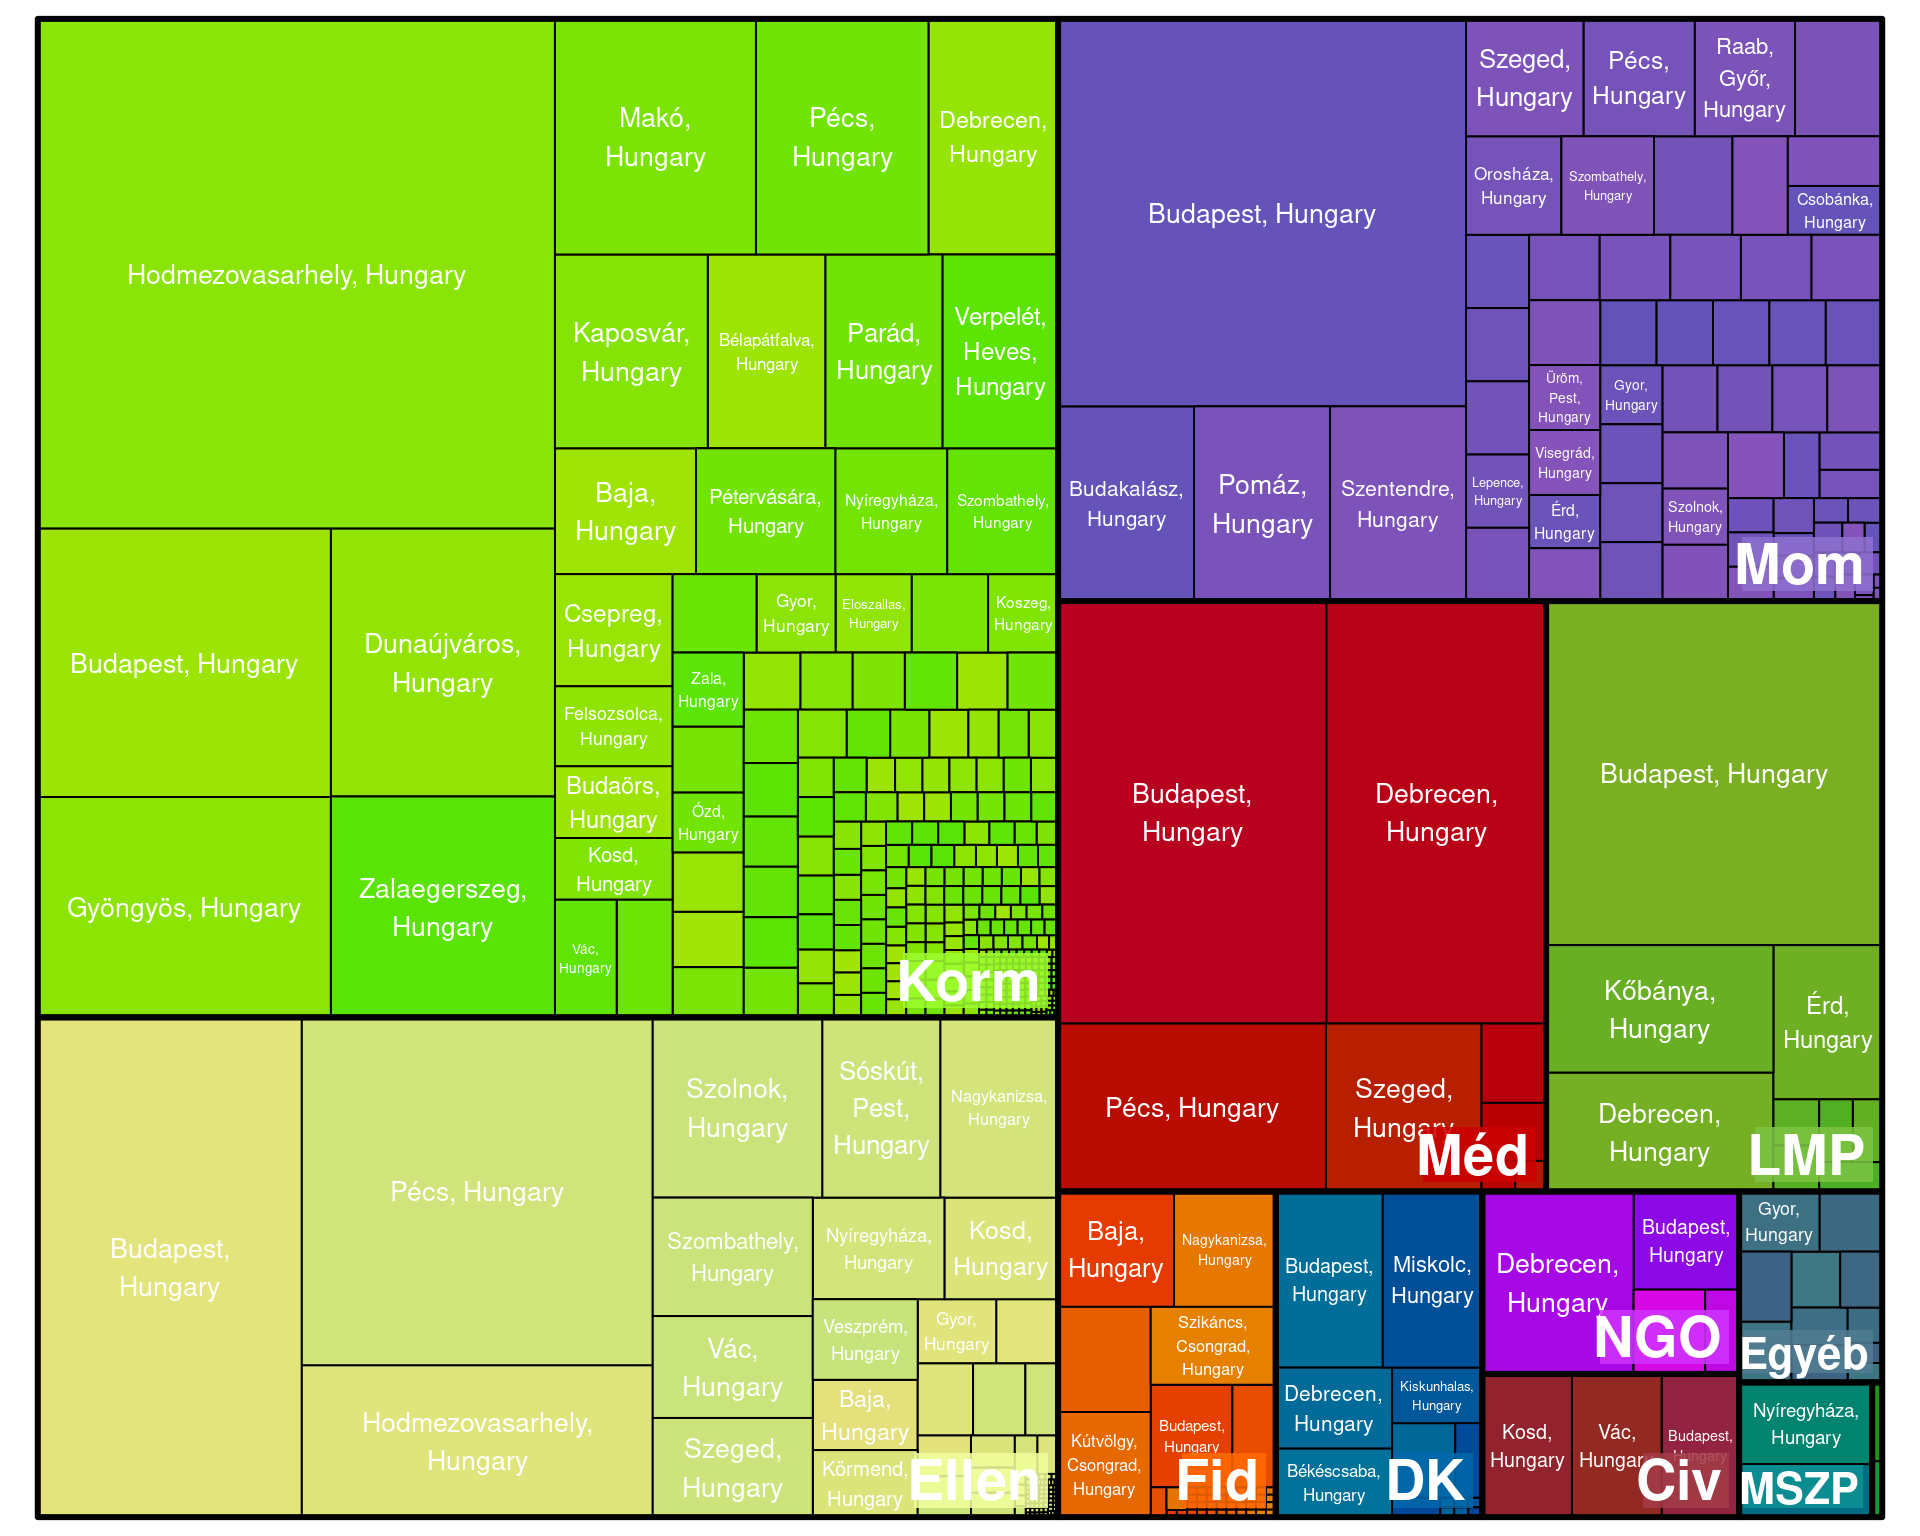 Hodmezovasarhely, Hungary
Makó,
Hungary
Pécs,
Hungary
Debrecen,
Hungary
Kaposvár,
Hungary
Bélapátfalva,
Hungary
Parád,
Hungary
Verpelét,
Heves,
Hungary
Baja,
Hungary
Pétervására,
Hungary
Nyíregyháza,
Hungary
Szombathely,
Hungary
Budapest, Hungary
Dunaújváros,
Hungary
Gyöngyös, Hungary
Zalaegerszeg,
Hungary
Csepreg,
Hungary
Gyor,
Hungary
Eloszallas,
Hungary
Koszeg,
Hungary
Felsozsolca,
Hungary
Zala,
Hungary
Budaörs,
Hungary
Ózd,
Hungary
Kosd,
Hungary
Vác,
Hungary
Korm
Budapest, Hungary
Szeged,
Hungary
Pécs,
Hungary
Raab,
Győr,
Hungary
Orosháza,
Hungary
Szombathely,
Hungary
Csobánka,
Hungary
Budakalász,
Hungary
Pomáz,
Hungary
Szentendre,
Hungary
Üröm,
Pest,
Hungary
Gyor,
Hungary
Visegrád,
Hungary
Lepence,
Hungary
Érd,
Hungary
Szolnok,
Hungary
Mom
Budapest,
Hungary
Debrecen,
Hungary
Pécs, Hungary
Szeged,
Hungary
Méd
Budapest, Hungary
Kőbánya,
Hungary
Érd,
Hungary
Debrecen,
Hungary
LMP
Budapest,
Hungary
Pécs, Hungary
Hodmezovasarhely,
Hungary
Szolnok,
Hungary
Sóskút,
Pest,
Hungary
Nagykanizsa,
Hungary
Szombathely,
Hungary
Nyíregyháza,
Hungary
Kosd,
Hungary
Vác,
Hungary
Veszprém,
Hungary
Gyor,
Hungary
Baja,
Hungary
Szeged,
Hungary
Körmend,
Hungary
Ellen
Baja,
Hungary
Nagykanizsa,
Hungary
Szikáncs,
Csongrad,
Hungary
Kútvölgy,
Csongrad,
Hungary
Budapest,
Hungary
Fid
Budapest,
Hungary
Miskolc,
Hungary
Debrecen,
Hungary
Kiskunhalas,
Hungary
Békéscsaba,
Hungary
DK
Debrecen,
Hungary
Budapest,
Hungary
NGO
Kosd,
Hungary
Vác,
Hungary
Budapest,
Hungary
Civ
Gyor,
Hungary
Egyéb
Nyíregyháza,
Hungary
MSZP